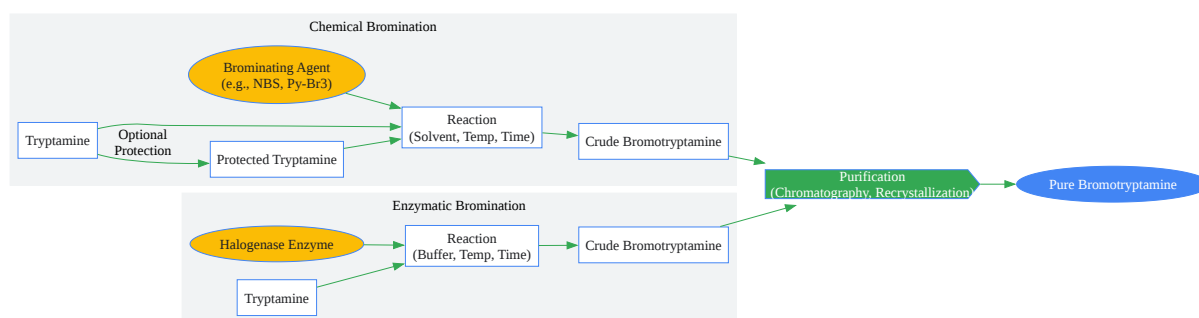 Chemical Bromination
Brominating Agent
(e.g., NBS, Py-Br3)
Tryptamine
Optional
Protection
Protected Tryptamine
Reaction
(Solvent, Temp, Time)
Crude Bromotryptamine
Purification
(Chromatography, Recrystallization)
Pure Bromotryptamine
Enzymatic Bromination
Halogenase Enzyme
Tryptamine
Reaction
(Buffer, Temp, Time)
Crude Bromotryptamine